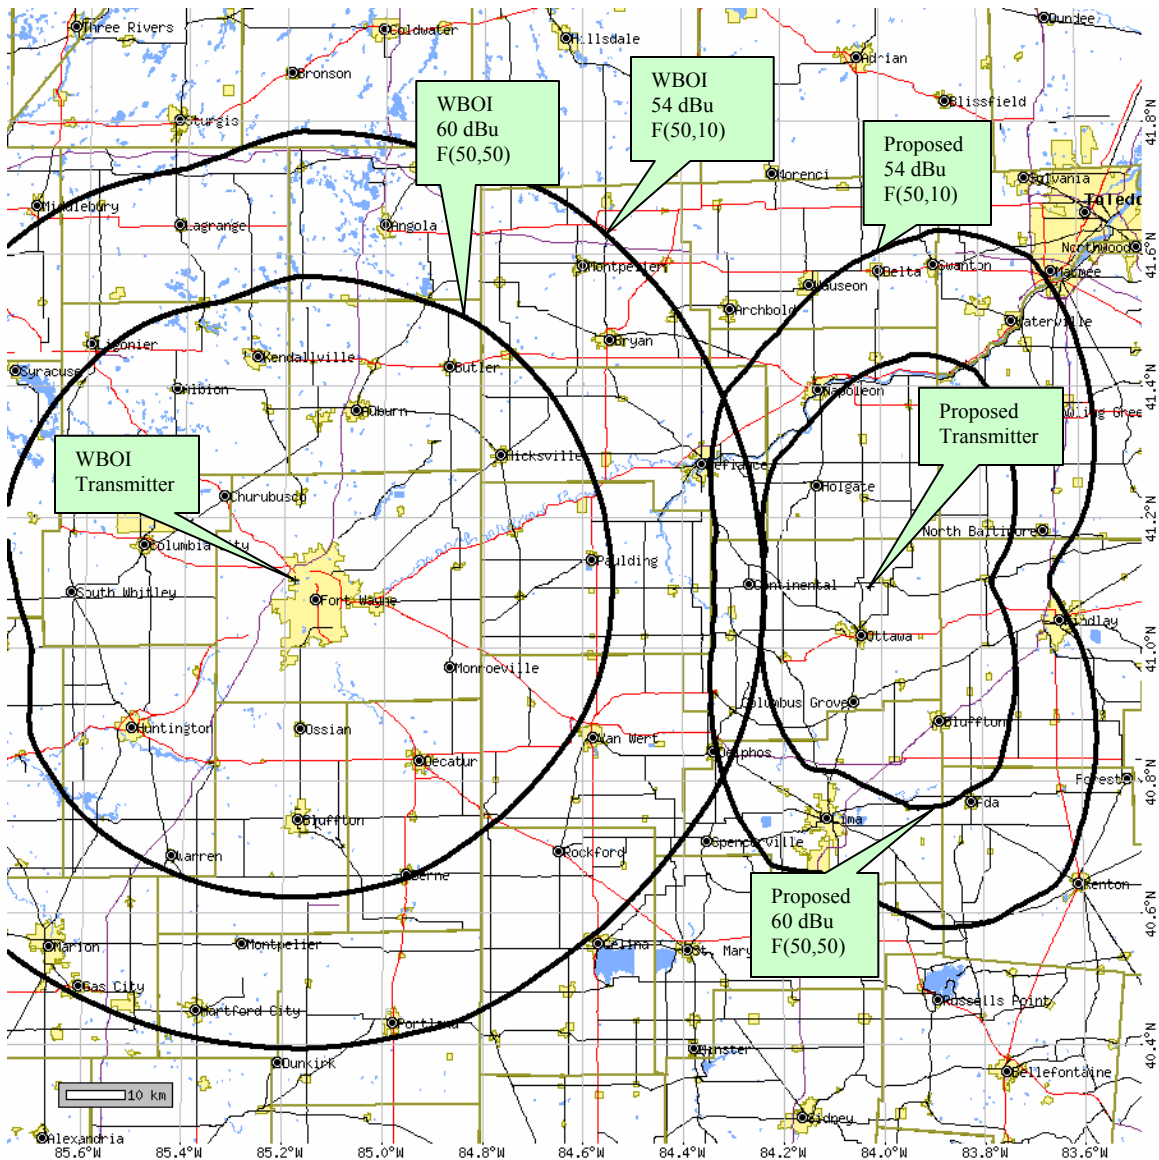 Three Rivers
Coldwater
Hillsdale
Dundee
Adrian
Bronson
Blissfield
Sturgis
WBOI
60 dBu
F(50,50)
WBOI
54 dBu
F(50,10)
Proposed
54 dBu
F(50,10)
41.8°N
Morenci
Sylvania
Middlebury
Toledo
Lagrange
Angola
Northwood
41.6°N
Montpelier
Delta
Swanton
Maumee
Wauseon
Archbold
Waterville
Ligonier
Bryan
Kendallville
Syracuse
Butler
41.4°N
Albion
Napoleon
Auburn
Proposed
Transmitter
WBOI
Transmitter
Hicksville
Defiance
Churubusco
Holgate
41.2°N
North Baltimore
Columbia City
Paulding
Continental
South Whitley
Fort Wayne
Findlay
Ottawa
41.0°N
Monroeville
Columbus Grove
Huntington
Ossian
Bluffton
Van Wert
Delphos
Decatur
Forest
40.8°N
Ada
Bluffton
Lima
Spencerville
Warren
Rockford
Berne
Kenton
Proposed
60 dBu
F(50,50)
40.6°N
Marion
Montpelier
Celina
St. Mary
Gas City
Russells Point
Hartford City
Portland
40.4°N
Minster
Dunkirk
Bellefontaine
10 km
Sidney
Alexandria
85.6°W
85.4°W
85.2°W
85.0°W
84.8°W
84.6°W
84.4°W
84.2°W
84.0°W
83.8°W
83.6°W